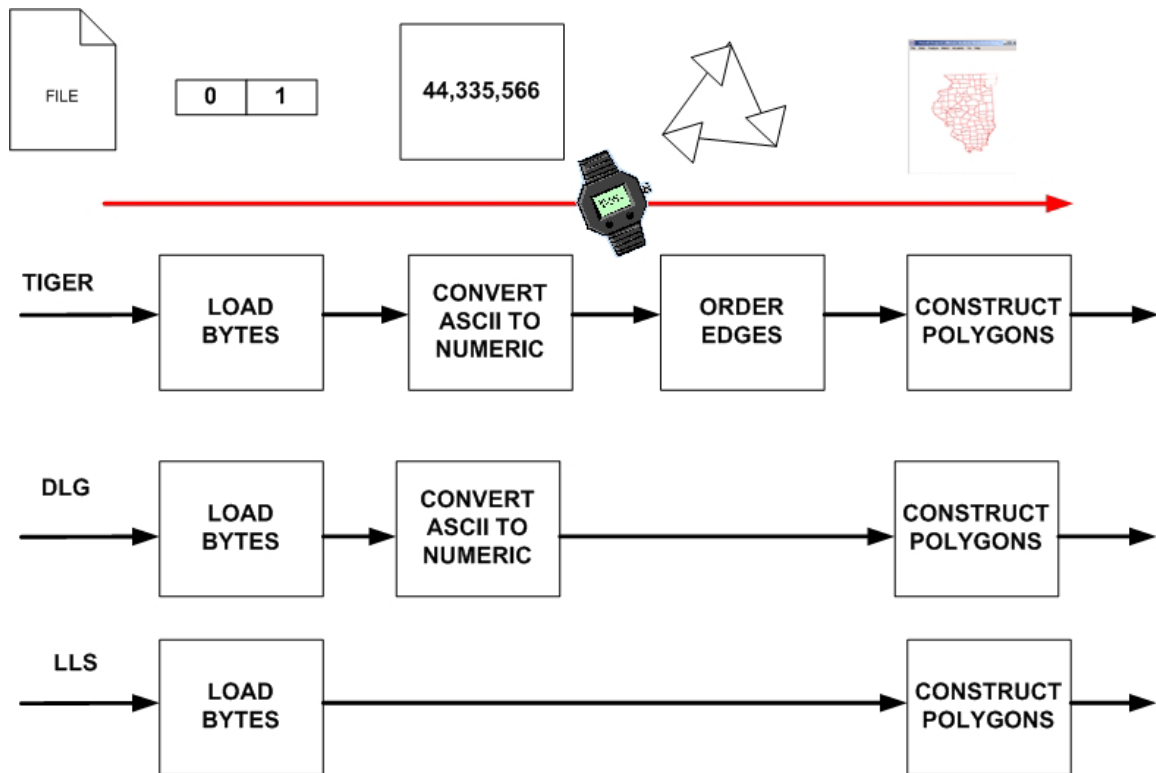 FILE
0 1
44,335,566
TIGER
LOAD
BYTES
CONVERT
ASCII TO
NUMERIC
ORDER
EDGES
CONSTRUCT
POLYGONS
DLG
LOAD
BYTES
CONVERT
ASCII TO
NUMERIC
CONSTRUCT
POLYGONS
LLS
LOAD
BYTES
CONSTRUCT
POLYGONS